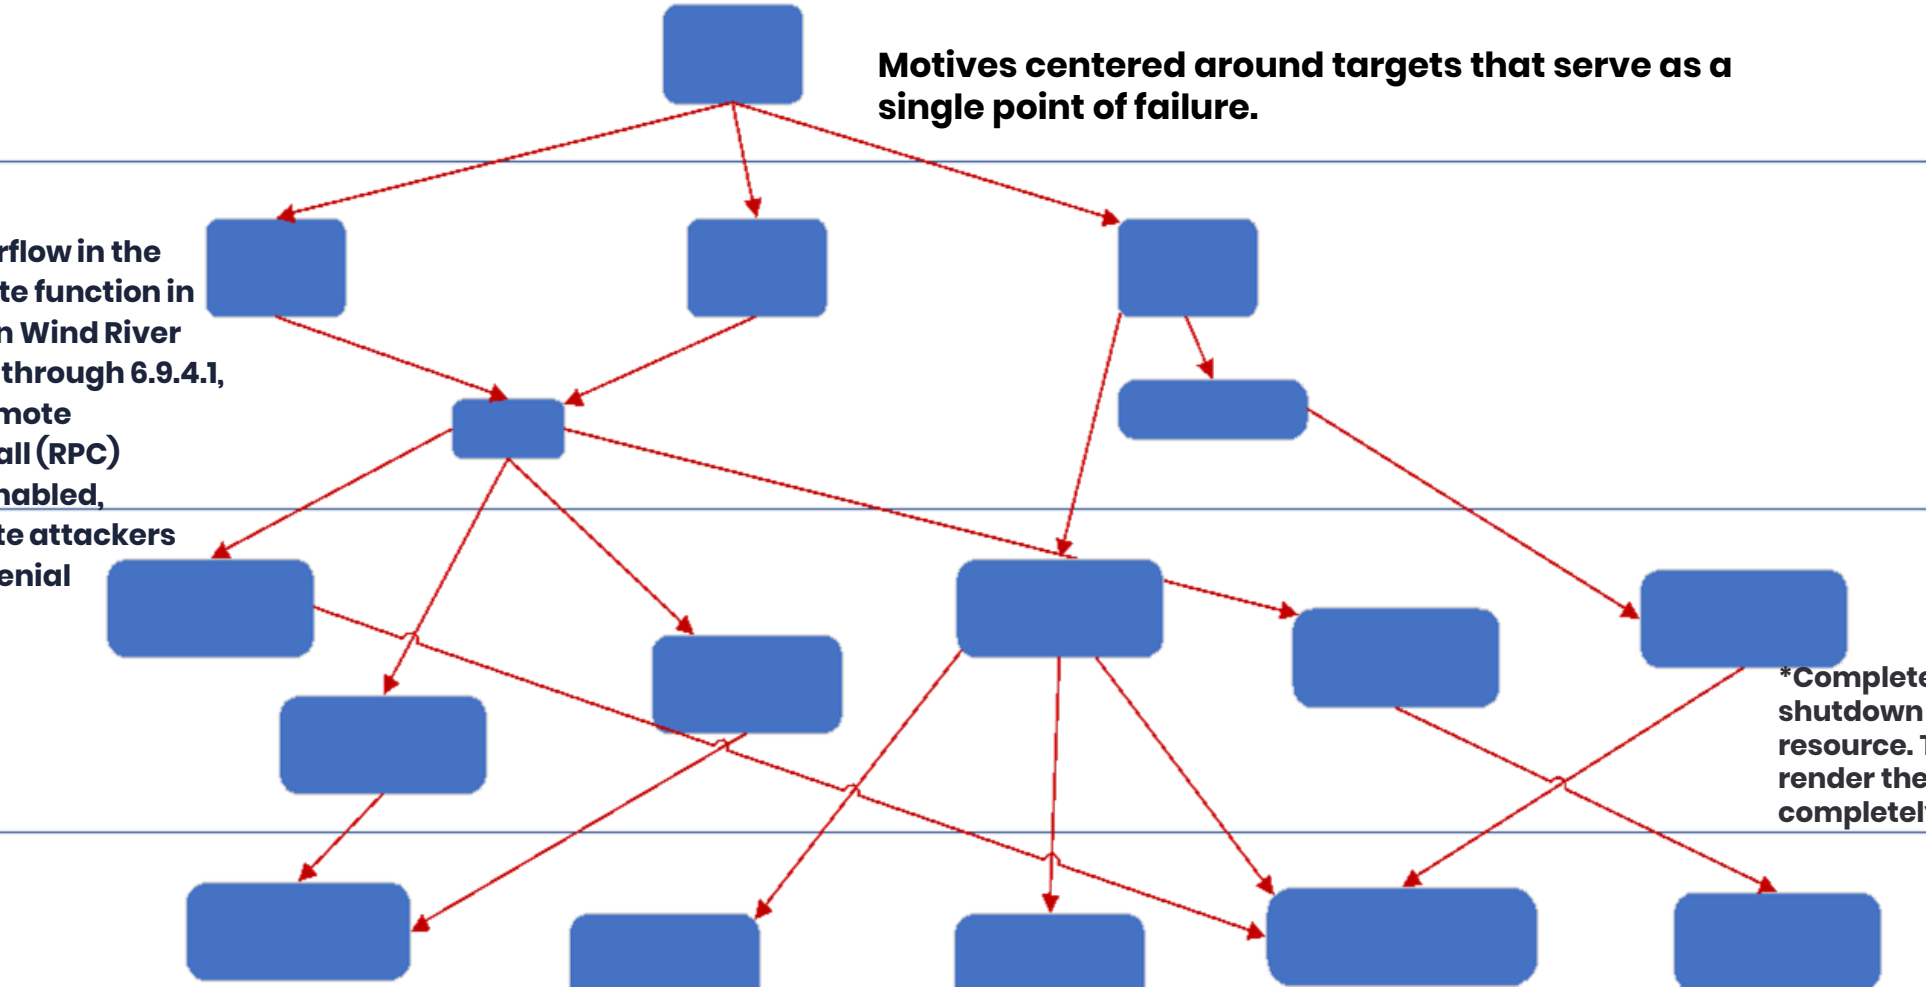 Motives centered around targets that serve as a
single point of failure.
rflow in the
te function in
n Wind River
through 6.9.4.1,
mote
all (RPC)
nabled,
te attackers
enial
*Complete
shutdown
resource. T
render the
completely